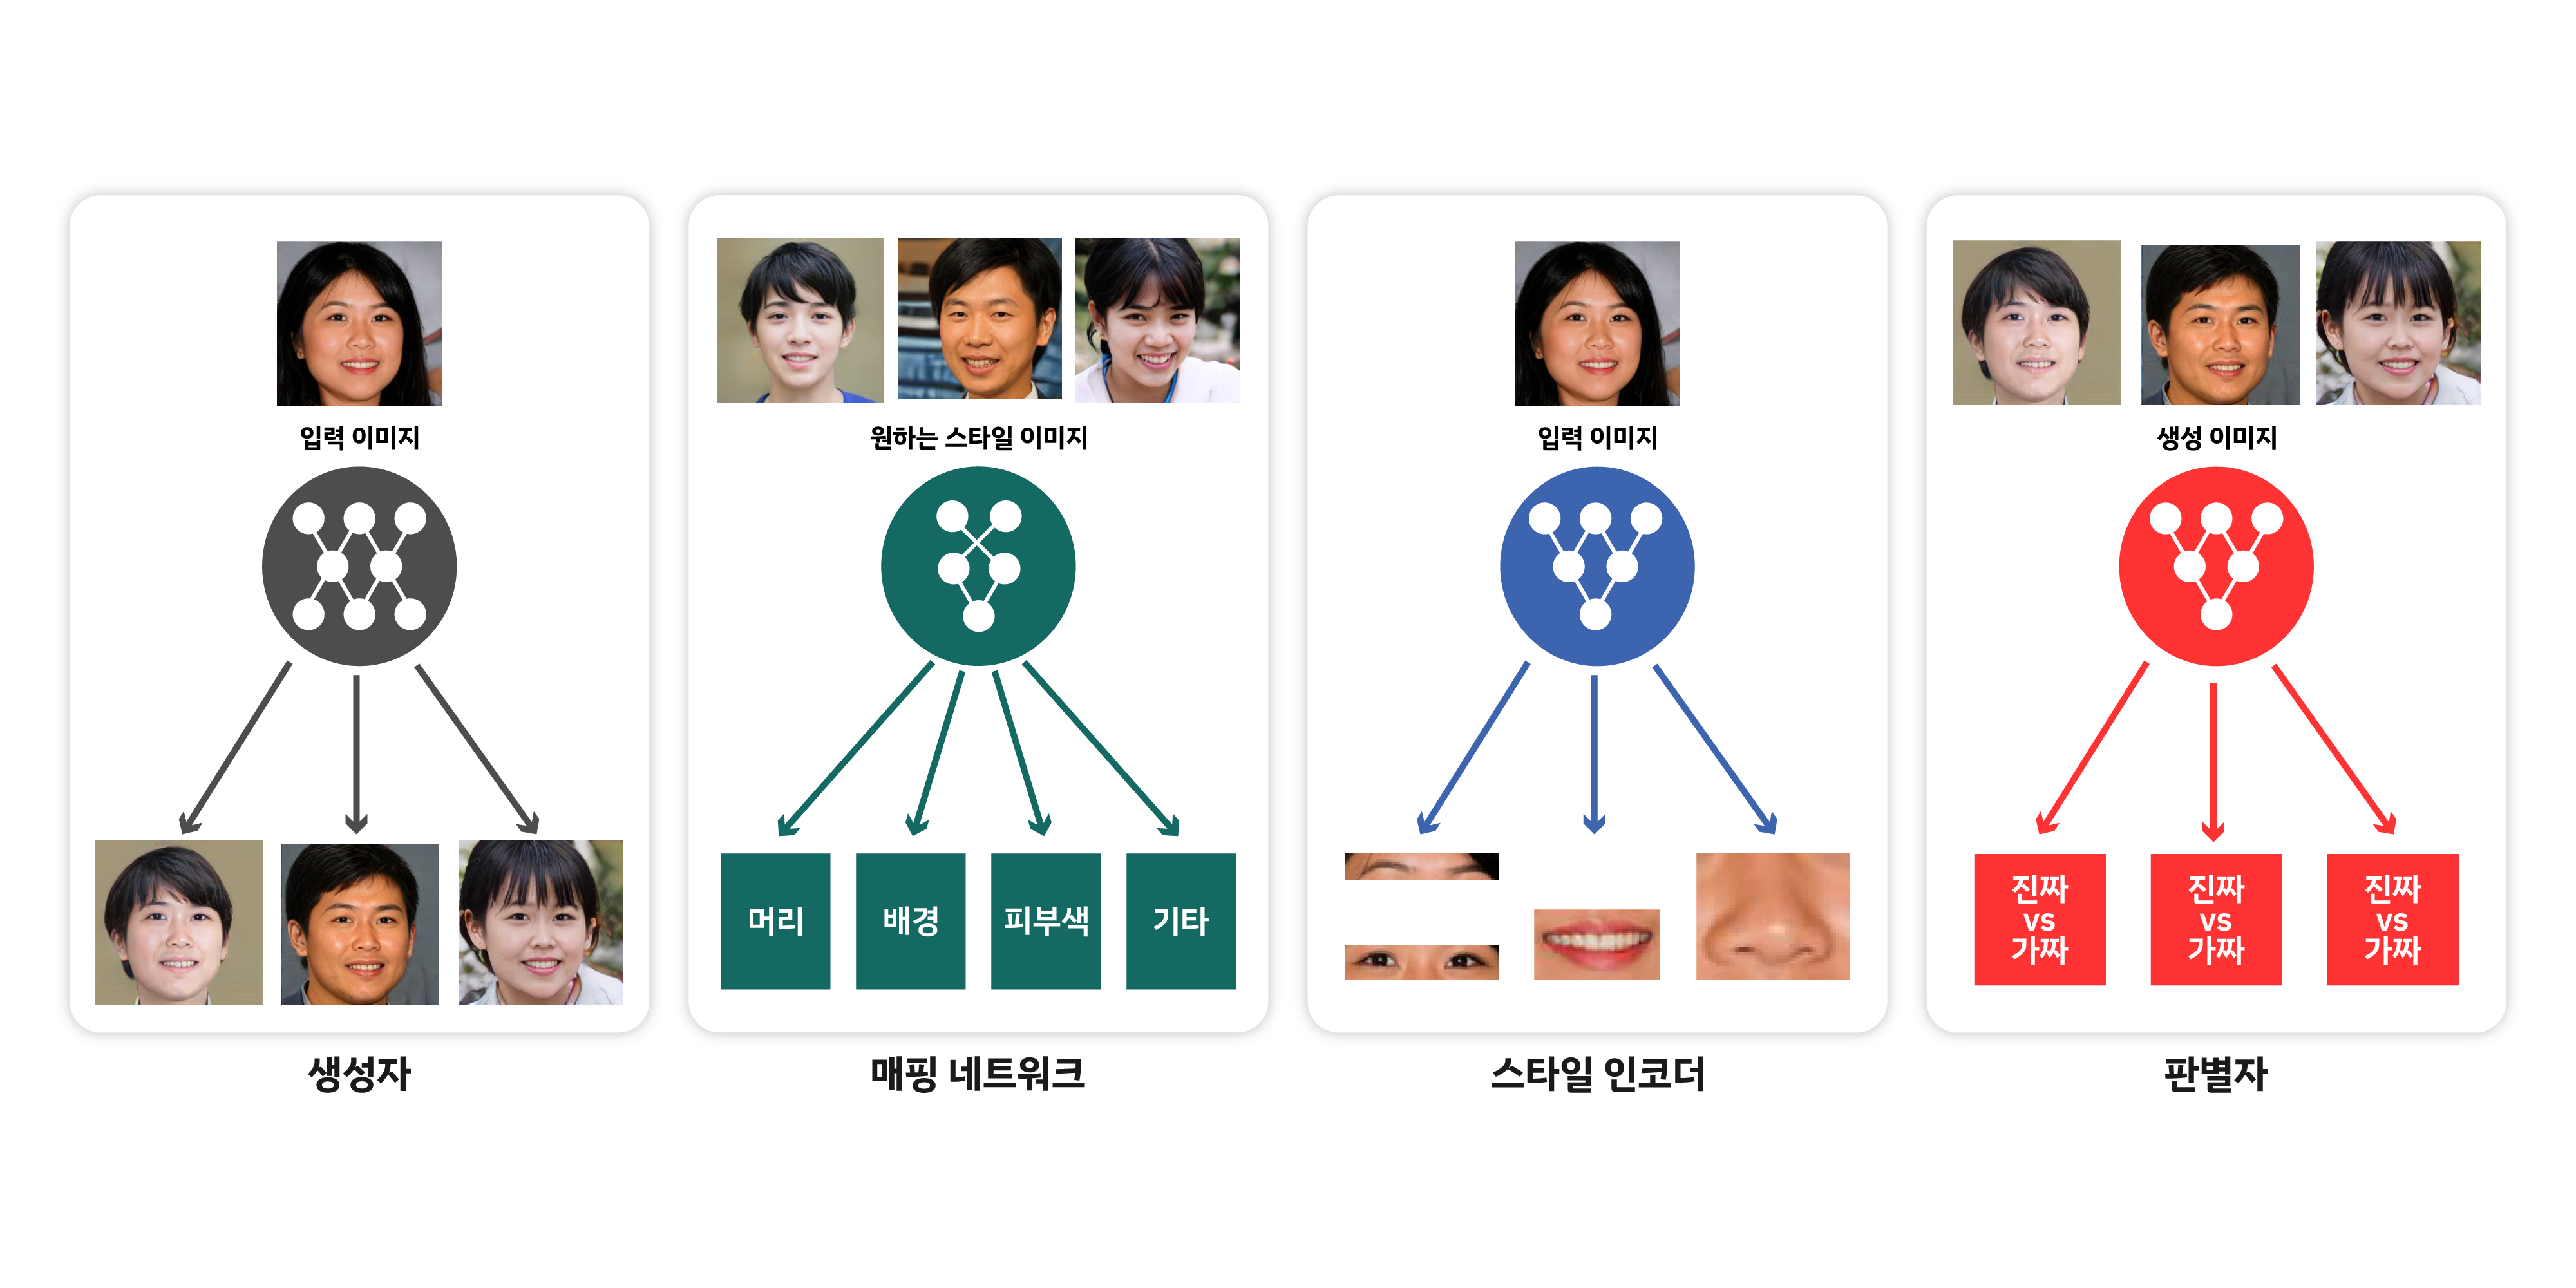 입력 이미지
생성자
원하는 스타일 이미지
머리
배경
피부색
기타
매핑 네트워크
입력 이미지
스타일 인코더
생성 이미지
진짜
vs
가짜
진짜
vs
가짜
진짜
vs
가짜
판별자